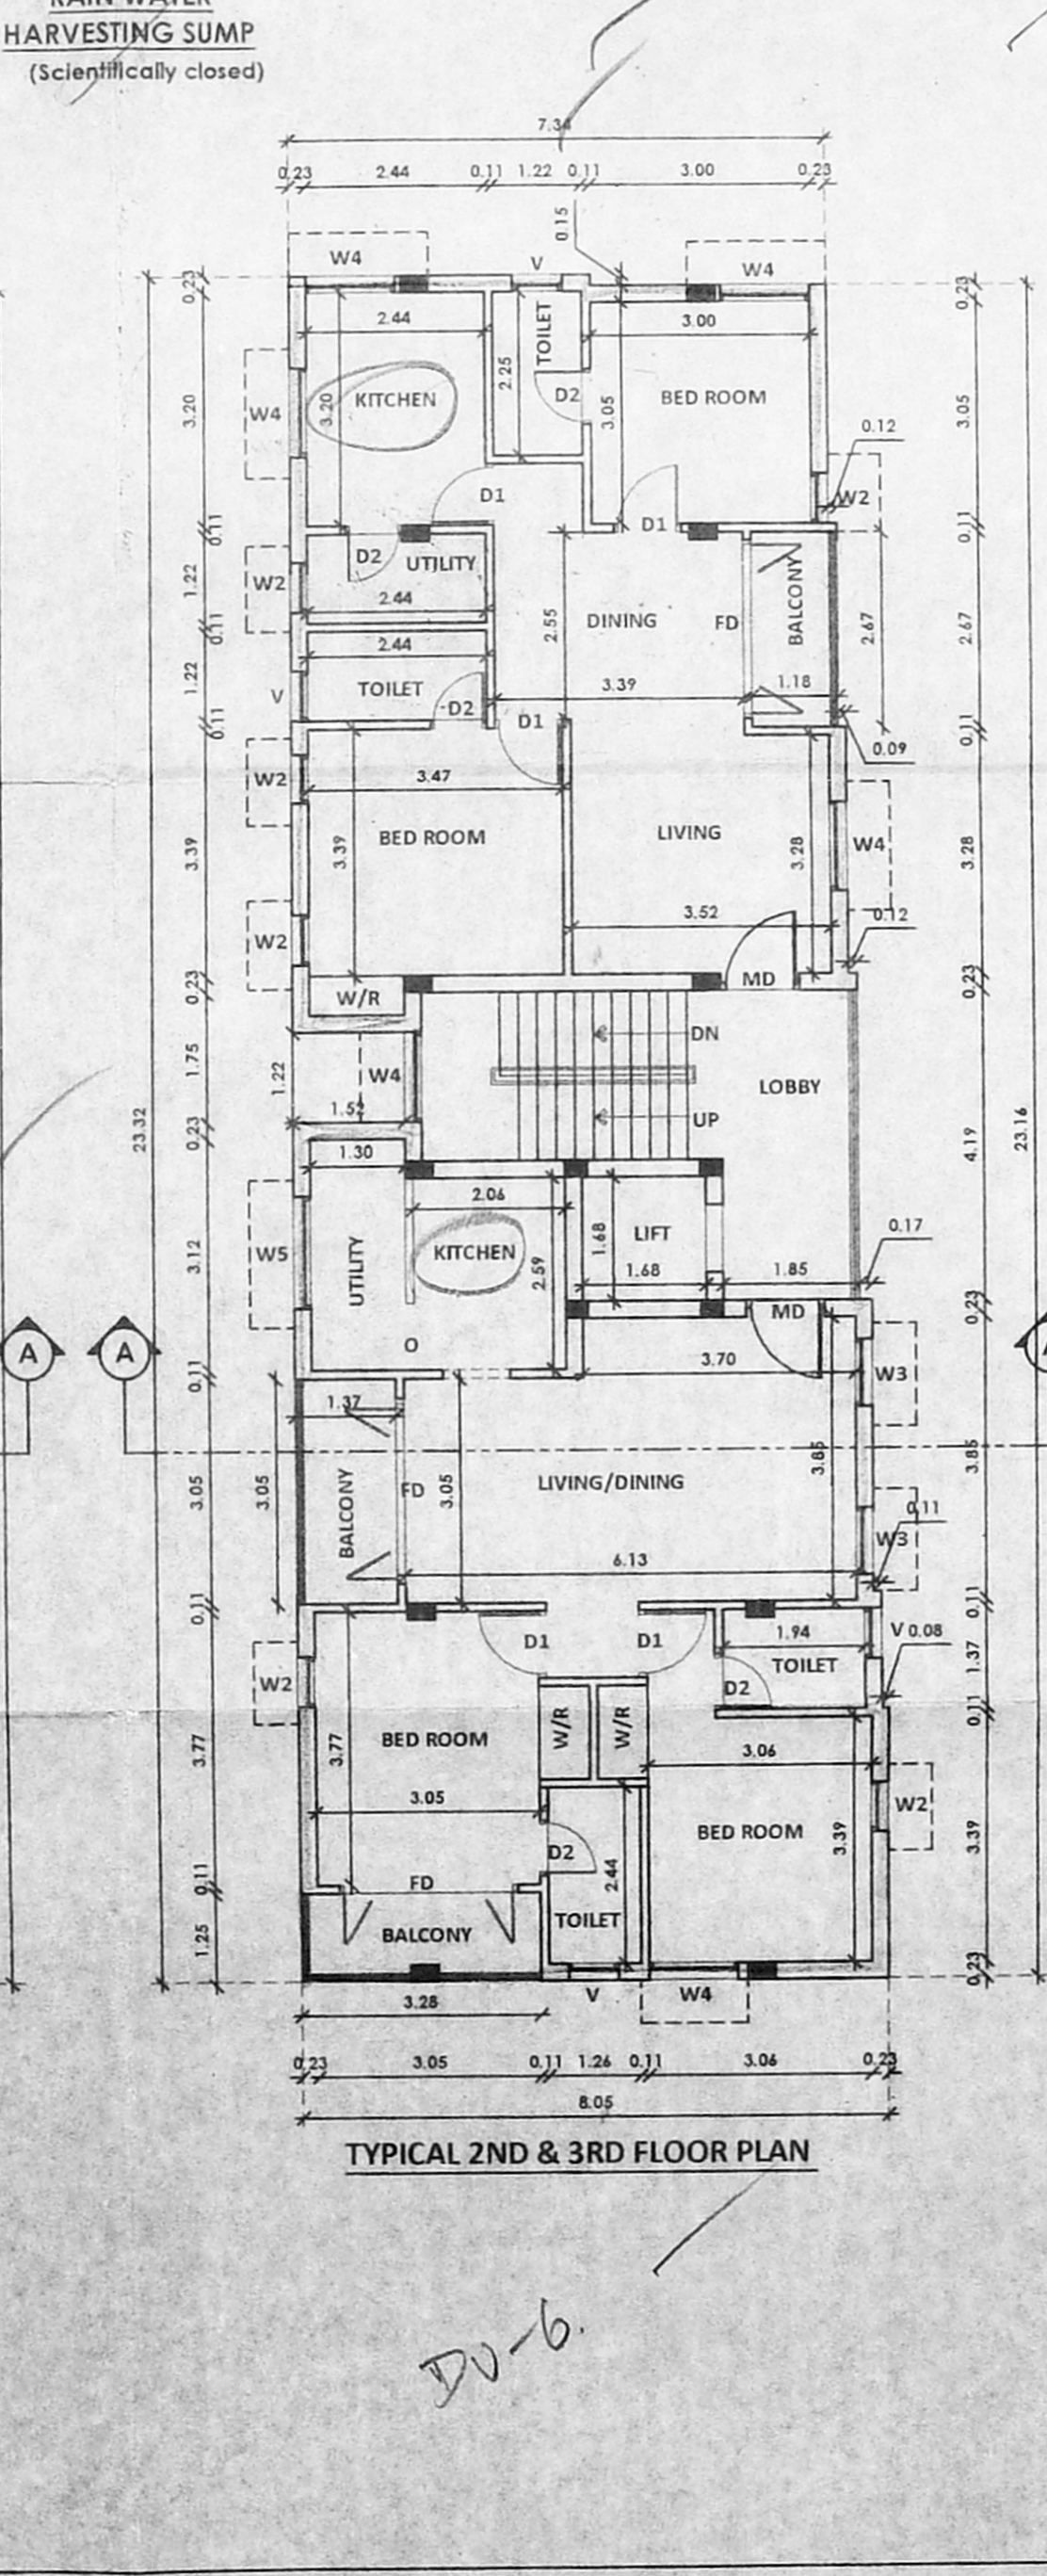 RAIN WATER
HARVESTING SUMP
(Scientifically closed)
7.34
0.23 2.44 0.11 1.22 0.11 3.00 0.23
0.15
W4 V W4
0.23 0.23
2.44 TOILET 3.00
2.25
D2
3.20 W4 3.20 KITCHEN 3.05 BED ROOM 3.05
0.12
W2
D1
D1
0.11 0.11
D2 UTILITY
1.22 W2 2.44
2.55 DINING FD BALCONY 2.67 2.67
0.11 2.44
1.22 V TOILET 3.39 1.18
D2 D1
0.11 0.11
0.09
W2 3.47
3.39 3.39 BED ROOM LIVING 3.28 W4 3.28
3.52 0.12
W2
MD
0.23 W/R 0.23
DN
1.75 1.22 W4 LOBBY
1.52 UP
23.32 0.23 4.19 23.16
1.30
2.06
W5 UTILITY KITCHEN 2.59 1.68 LIFT 0.17
3.12 1.68 1.85
MD 0.23
A A O
3.70 W3
0.11
1.37
3.05 3.05 BALCONY FD 3.05 LIVING/DINING 3.85 3.85
W3 0.11
6.13
0.11 0.11
D1 D1 1.94 V 0.08
TOILET 1.37
W2 D2
0.11
3.77 3.77 BED ROOM W/R W/R 3.06
3.05 W2
BED ROOM 3.39 3.39
D2
0.11 FD 2.44
1.25 BALCONY TOILET
0.23
V W4
3.28
0.23 3.05 0.11 1.26 0.11 3.06 0.23
8.05
TYPICAL 2ND & 3RD FLOOR PLAN
DU-6.